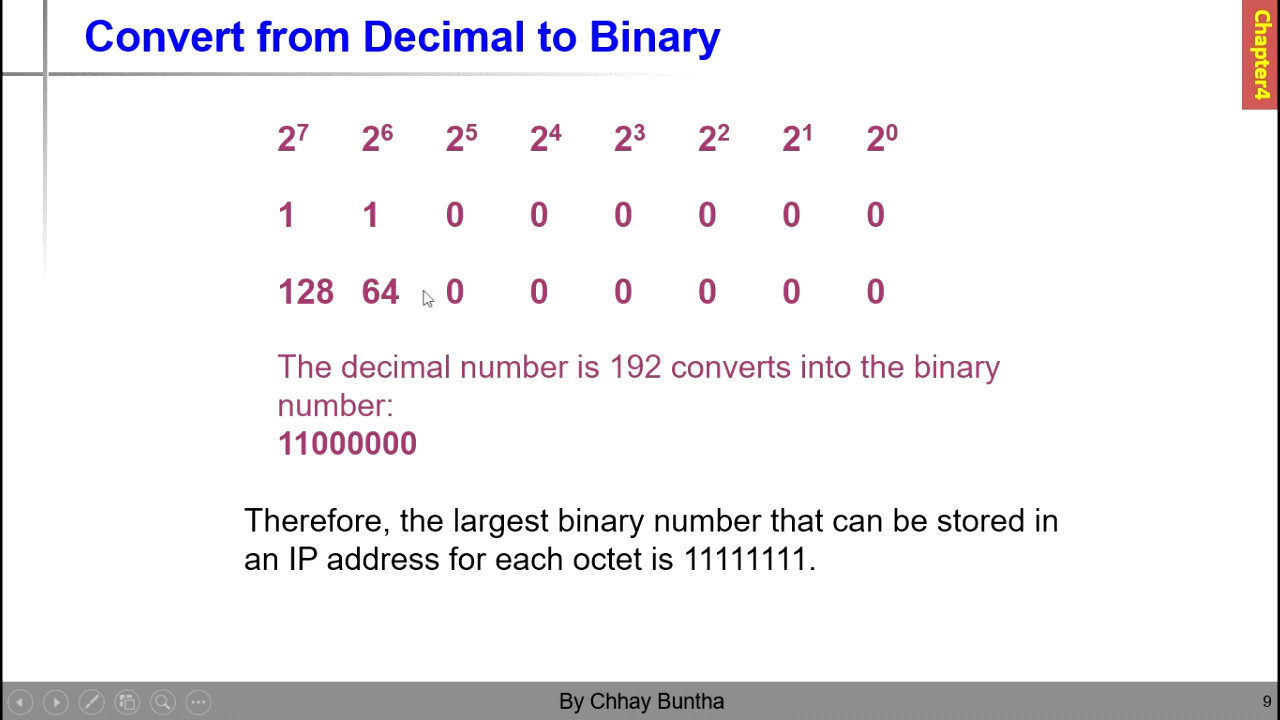 Convert from Decimal to Binary
Chapter4
2⁷ 2⁶ 2⁵ 2⁴ 2³ 2² 2¹ 2⁰
1 1 0 0 0 0 0 0
128 64 0 0 0 0 0 0
The decimal number is 192 converts into the binary
number:
11000000
Therefore, the largest binary number that can be stored in
an IP address for each octet is 11111111.
By Chhay Buntha
9